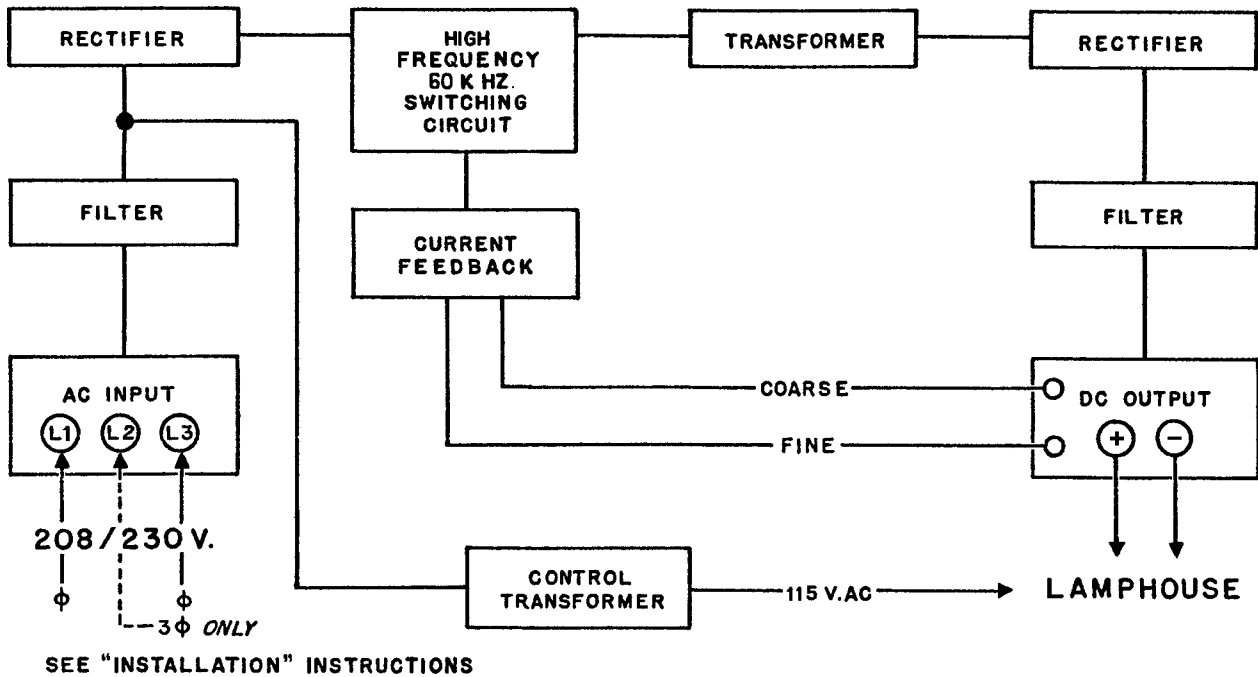 RECTIFIER
HIGH
FREQUENCY
60 K HZ.
SWITCHING
CIRCUIT
TRANSFORMER
RECTIFIER
FILTER
CURRENT
FEEDBACK
FILTER
AC INPUT
L1 L2 L3
COARSE
FINE
DC OUTPUT
+ −
208/230 V.
ϕ ϕ
3ϕ ONLY
CONTROL
TRANSFORMER
115 V.AC
LAMPHOUSE
SEE "INSTALLATION" INSTRUCTIONS